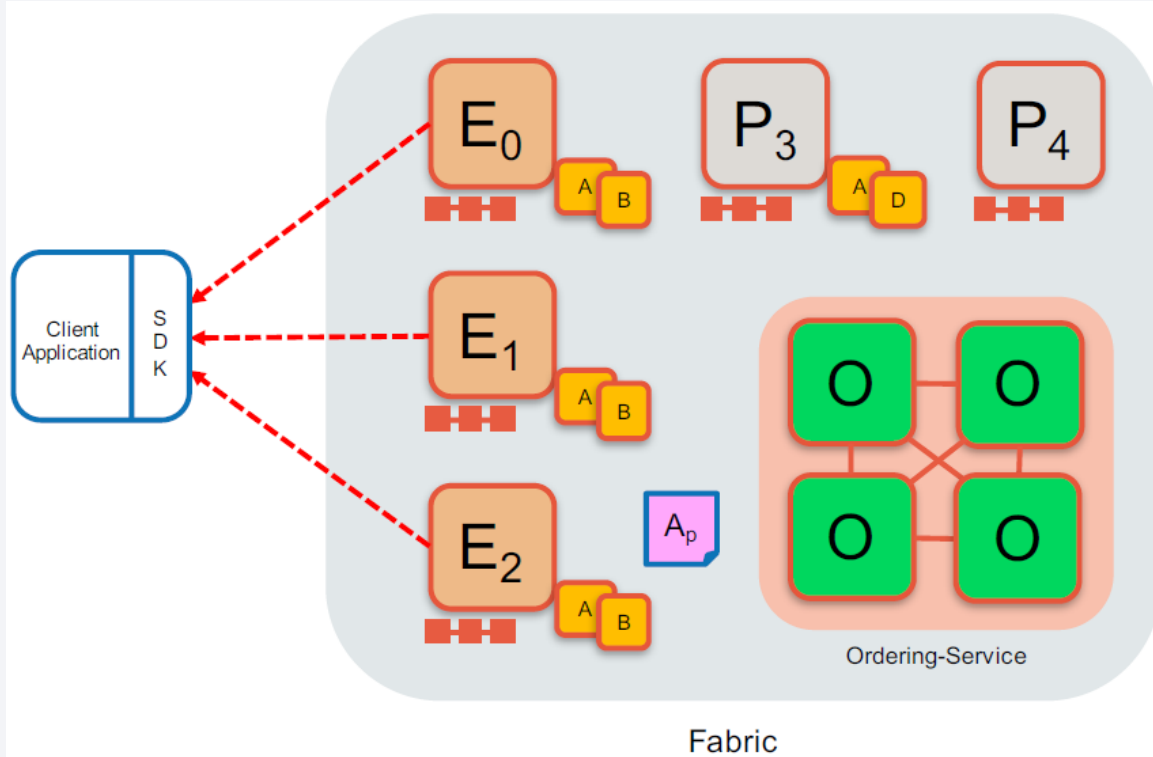 E0
P3
P4
A
B
A
D
Client
Application
S
D
K
E1
A
B
O
O
E2
Ap
O
O
A
B
Ordering-Service
Fabric